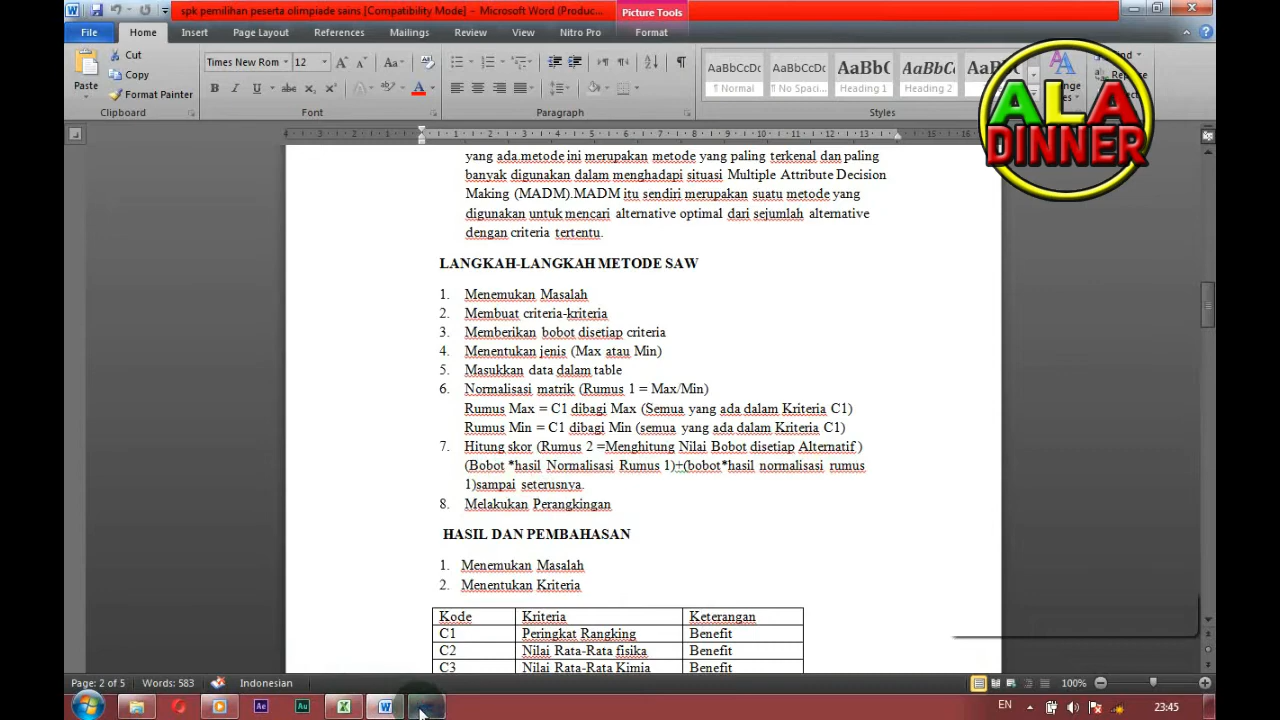 spk pemilihan peserta olimpiade sains [Compatibility Mode] – Microsoft Word (Produc...
Picture Tools
File Home Insert Page Layout References Mailings Review View Nitro Pro Format
Paste
Cut
Copy
Format Painter
Clipboard
Times New Rom 12
Font
Paragraph
AaBbCcDc AaBbCcDc AaBbC AaBbCc
¶ Normal ¶ No Spaci... Heading 1 Heading 2
Styles
ALA
DINNER
yang ada.metode ini merupakan metode yang paling terkenal dan paling
banyak digunakan dalam menghadapi situasi Multiple Attribute Decision
Making (MADM).MADM itu sendiri merupakan suatu metode yang
digunakan untuk mencari alternative optimal dari sejumlah alternative
dengan criteria tertentu.
LANGKAH-LANGKAH METODE SAW
1. Menemukan Masalah
2. Membuat criteria-kriteria
3. Memberikan bobot disetiap criteria
4. Menentukan jenis (Max atau Min)
5. Masukkan data dalam table
6. Normalisasi matrik (Rumus 1 = Max/Min)
Rumus Max = C1 dibagi Max (Semua yang ada dalam Kriteria C1)
Rumus Min = C1 dibagi Min (semua yang ada dalam Kriteria C1)
7. Hitung skor (Rumus 2 =Menghitung Nilai Bobot disetiap Alternatif )
(Bobot *hasil Normalisasi Rumus 1)+(bobot*hasil normalisasi rumus
1)sampai seterusnya.
8. Melakukan Perangkingan
HASIL DAN PEMBAHASAN
1. Menemukan Masalah
2. Menentukan Kriteria
Kode Kriteria Keterangan
C1 Peringkat Rangking Benefit
C2 Nilai Rata-Rata fisika Benefit
C3 Nilai Rata-Rata Kimia Benefit
Page: 2 of 5 Words: 583 Indonesian 100%
EN 23:45